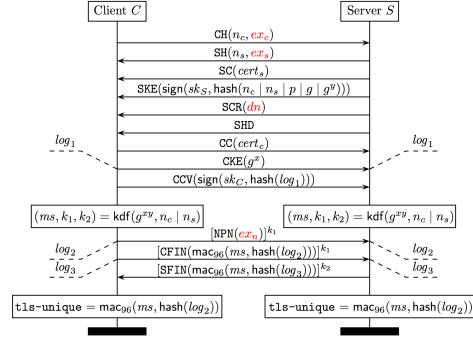 Client C Server S
CH(n_c, ex_c)
SH(n_s, ex_s)
SC(cert_s)
SKE(sign(sk_S, hash(n_c | n_s | p | g | g^y)))
SCR(dn)
SHD
log_1 CC(cert_c) log_1
CKE(g^x)
CCV(sign(sk_C, hash(log_1)))
(ms, k_1, k_2) = kdf(g^xy, n_c | n_s) (ms, k_1, k_2) = kdf(g^xy, n_c | n_s)
[NPN(ex_n)]^k_1
log_2 [CFIN(mac_96(ms, hash(log_2)))]^k_1 log_2
log_3 [SFIN(mac_96(ms, hash(log_3)))]^k_2 log_3
tls-unique = mac_96(ms, hash(log_2)) tls-unique = mac_96(ms, hash(log_2))